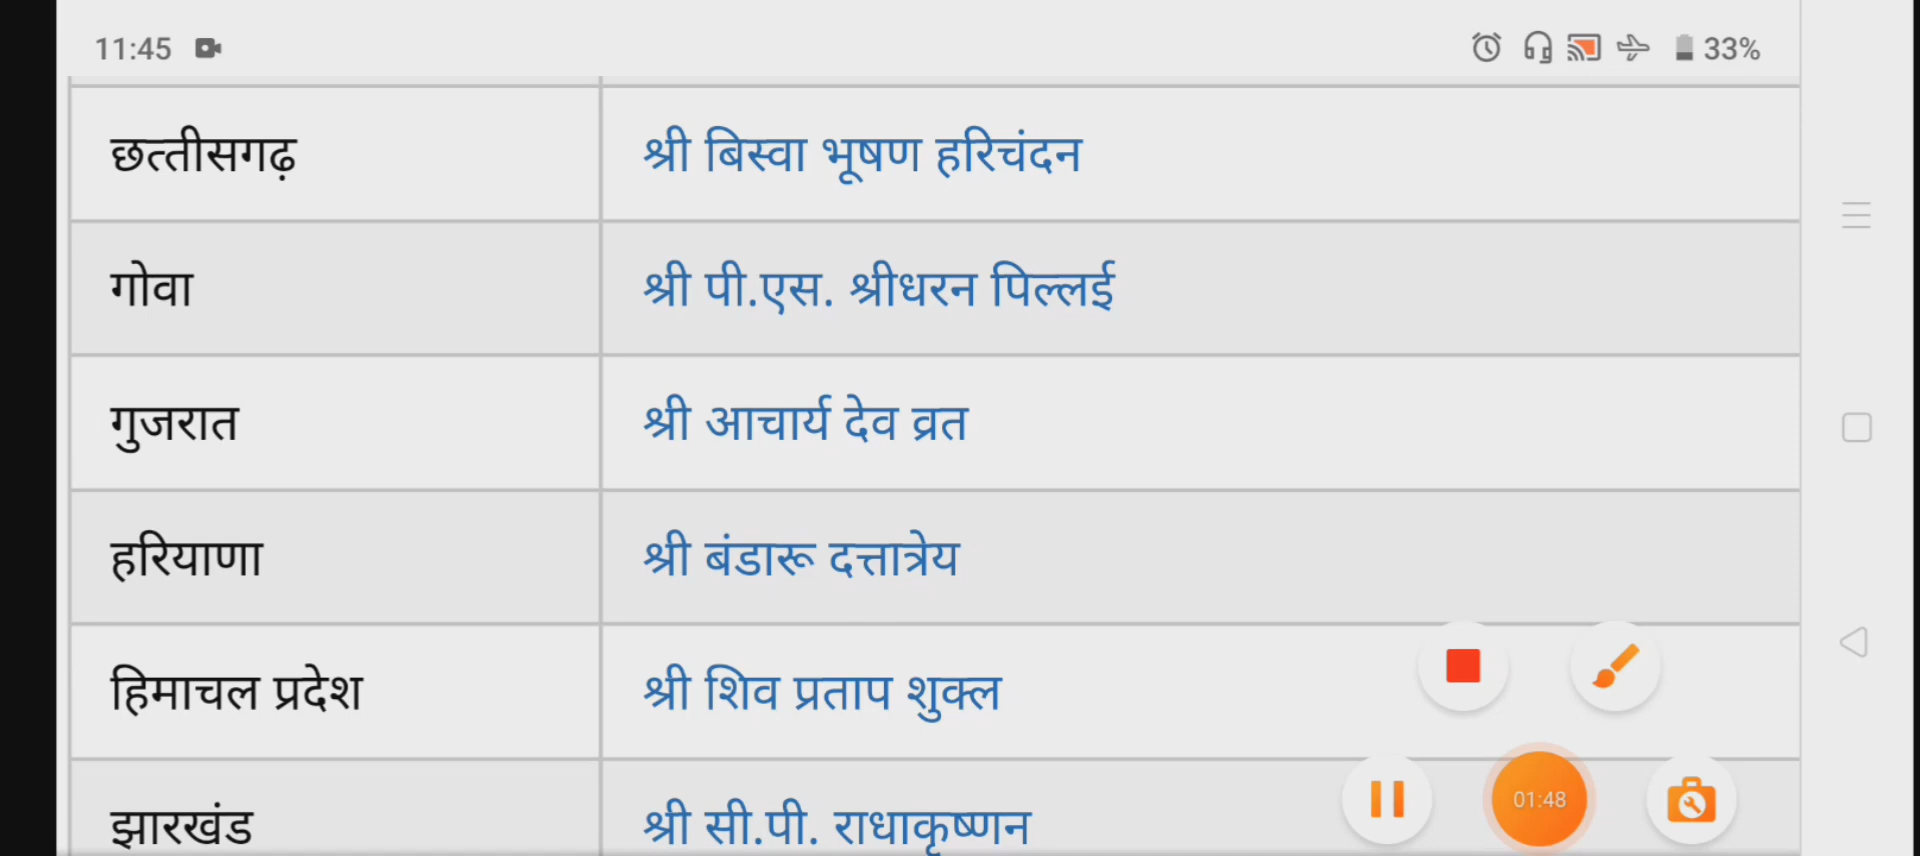 11:45 33%
छत्तीसगढ़ श्री बिस्वा भूषण हरिचंदन
गोवा श्री पी.एस. श्रीधरन पिल्लई
गुजरात श्री आचार्य देव व्रत
हरियाणा श्री बंडारू दत्तात्रेय
हिमाचल प्रदेश श्री शिव प्रताप शुक्ल
झारखंड श्री सी.पी. राधाकृष्णन
01:48